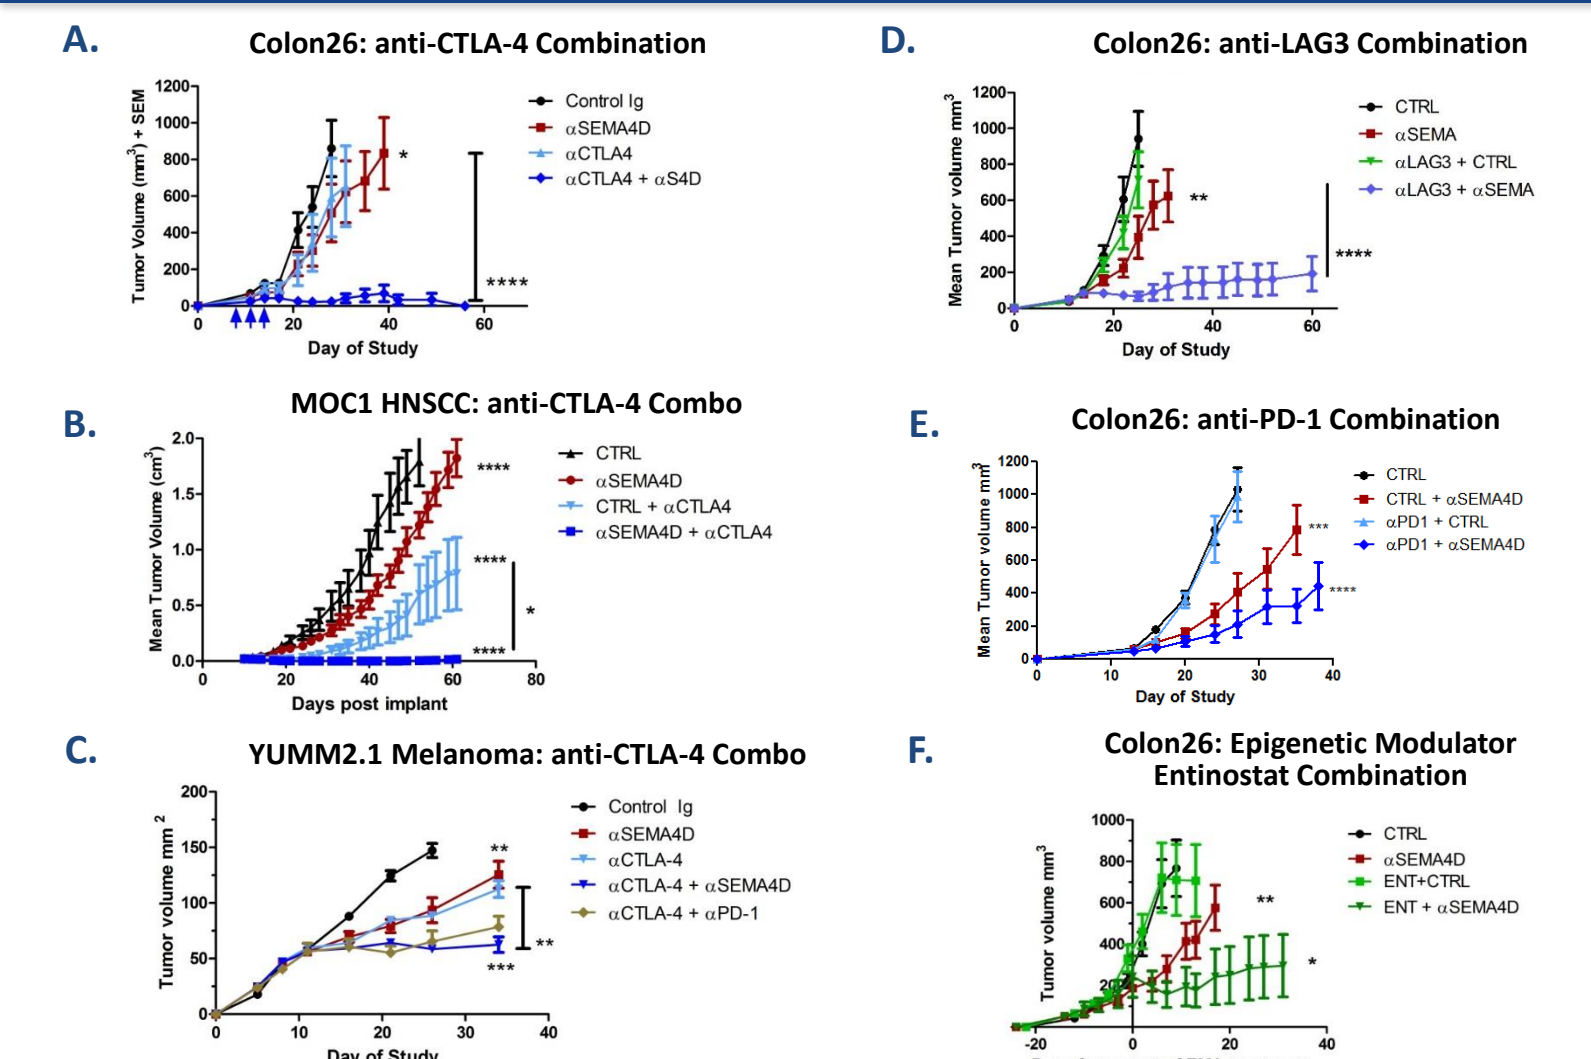 A.
Colon26: anti-CTLA-4 Combination
Tumor Volume (mm3) + SEM
1200
1000
800
600
400
200
0
0 20 40 60
Day of Study
Control Ig
αSEMA4D
αCTLA4
αCTLA4 + αS4D
*
****
B.
MOC1 HNSCC: anti-CTLA-4 Combo
Mean Tumor Volume (cm3)
2.0
1.5
1.0
0.5
0.0
0 20 40 60 80
Days post implant
CTRL
αSEMA4D
CTRL + αCTLA4
αSEMA4D + αCTLA4
****
****
*
****
C.
YUMM2.1 Melanoma: anti-CTLA-4 Combo
Tumor volume mm 2
200
150
100
50
0
0 10 20 30 40
Day of Study
Control Ig
αSEMA4D
αCTLA-4
αCTLA-4 + αSEMA4D
αCTLA-4 + αPD-1
**
**
***
D.
Colon26: anti-LAG3 Combination
Mean Tumor volume mm3
1200
1000
800
600
400
200
0
0 20 40 60
Day of Study
CTRL
αSEMA
αLAG3 + CTRL
αLAG3 + αSEMA
**
****
E.
Colon26: anti-PD-1 Combination
Mean Tumor volume mm3
1200
1000
800
600
400
200
0
0 10 20 30 40
Day of Study
CTRL
CTRL + αSEMA4D
αPD1 + CTRL
αPD1 + αSEMA4D
***
****
F.
Colon26: Epigenetic Modulator
Entinostat Combination
Tumor volume mm3
1000
800
600
400
200
-20 0 20 40
CTRL
αSEMA4D
ENT+CTRL
ENT + αSEMA4D
**
*